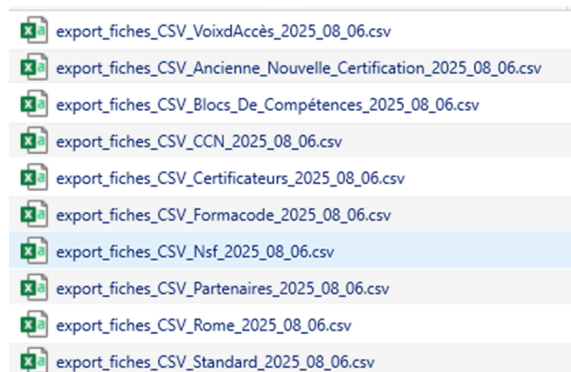 export_fiches_CSV_VoixdAccès_2025_08_06.csv
export_fiches_CSV_Ancienne_Nouvelle_Certification_2025_08_06.csv
export_fiches_CSV_Blocs_De_Compétences_2025_08_06.csv
export_fiches_CSV_CCN_2025_08_06.csv
export_fiches_CSV_Certificateurs_2025_08_06.csv
export_fiches_CSV_Formacode_2025_08_06.csv
export_fiches_CSV_Nsf_2025_08_06.csv
export_fiches_CSV_Partenaires_2025_08_06.csv
export_fiches_CSV_Rome_2025_08_06.csv
export_fiches_CSV_Standard_2025_08_06.csv